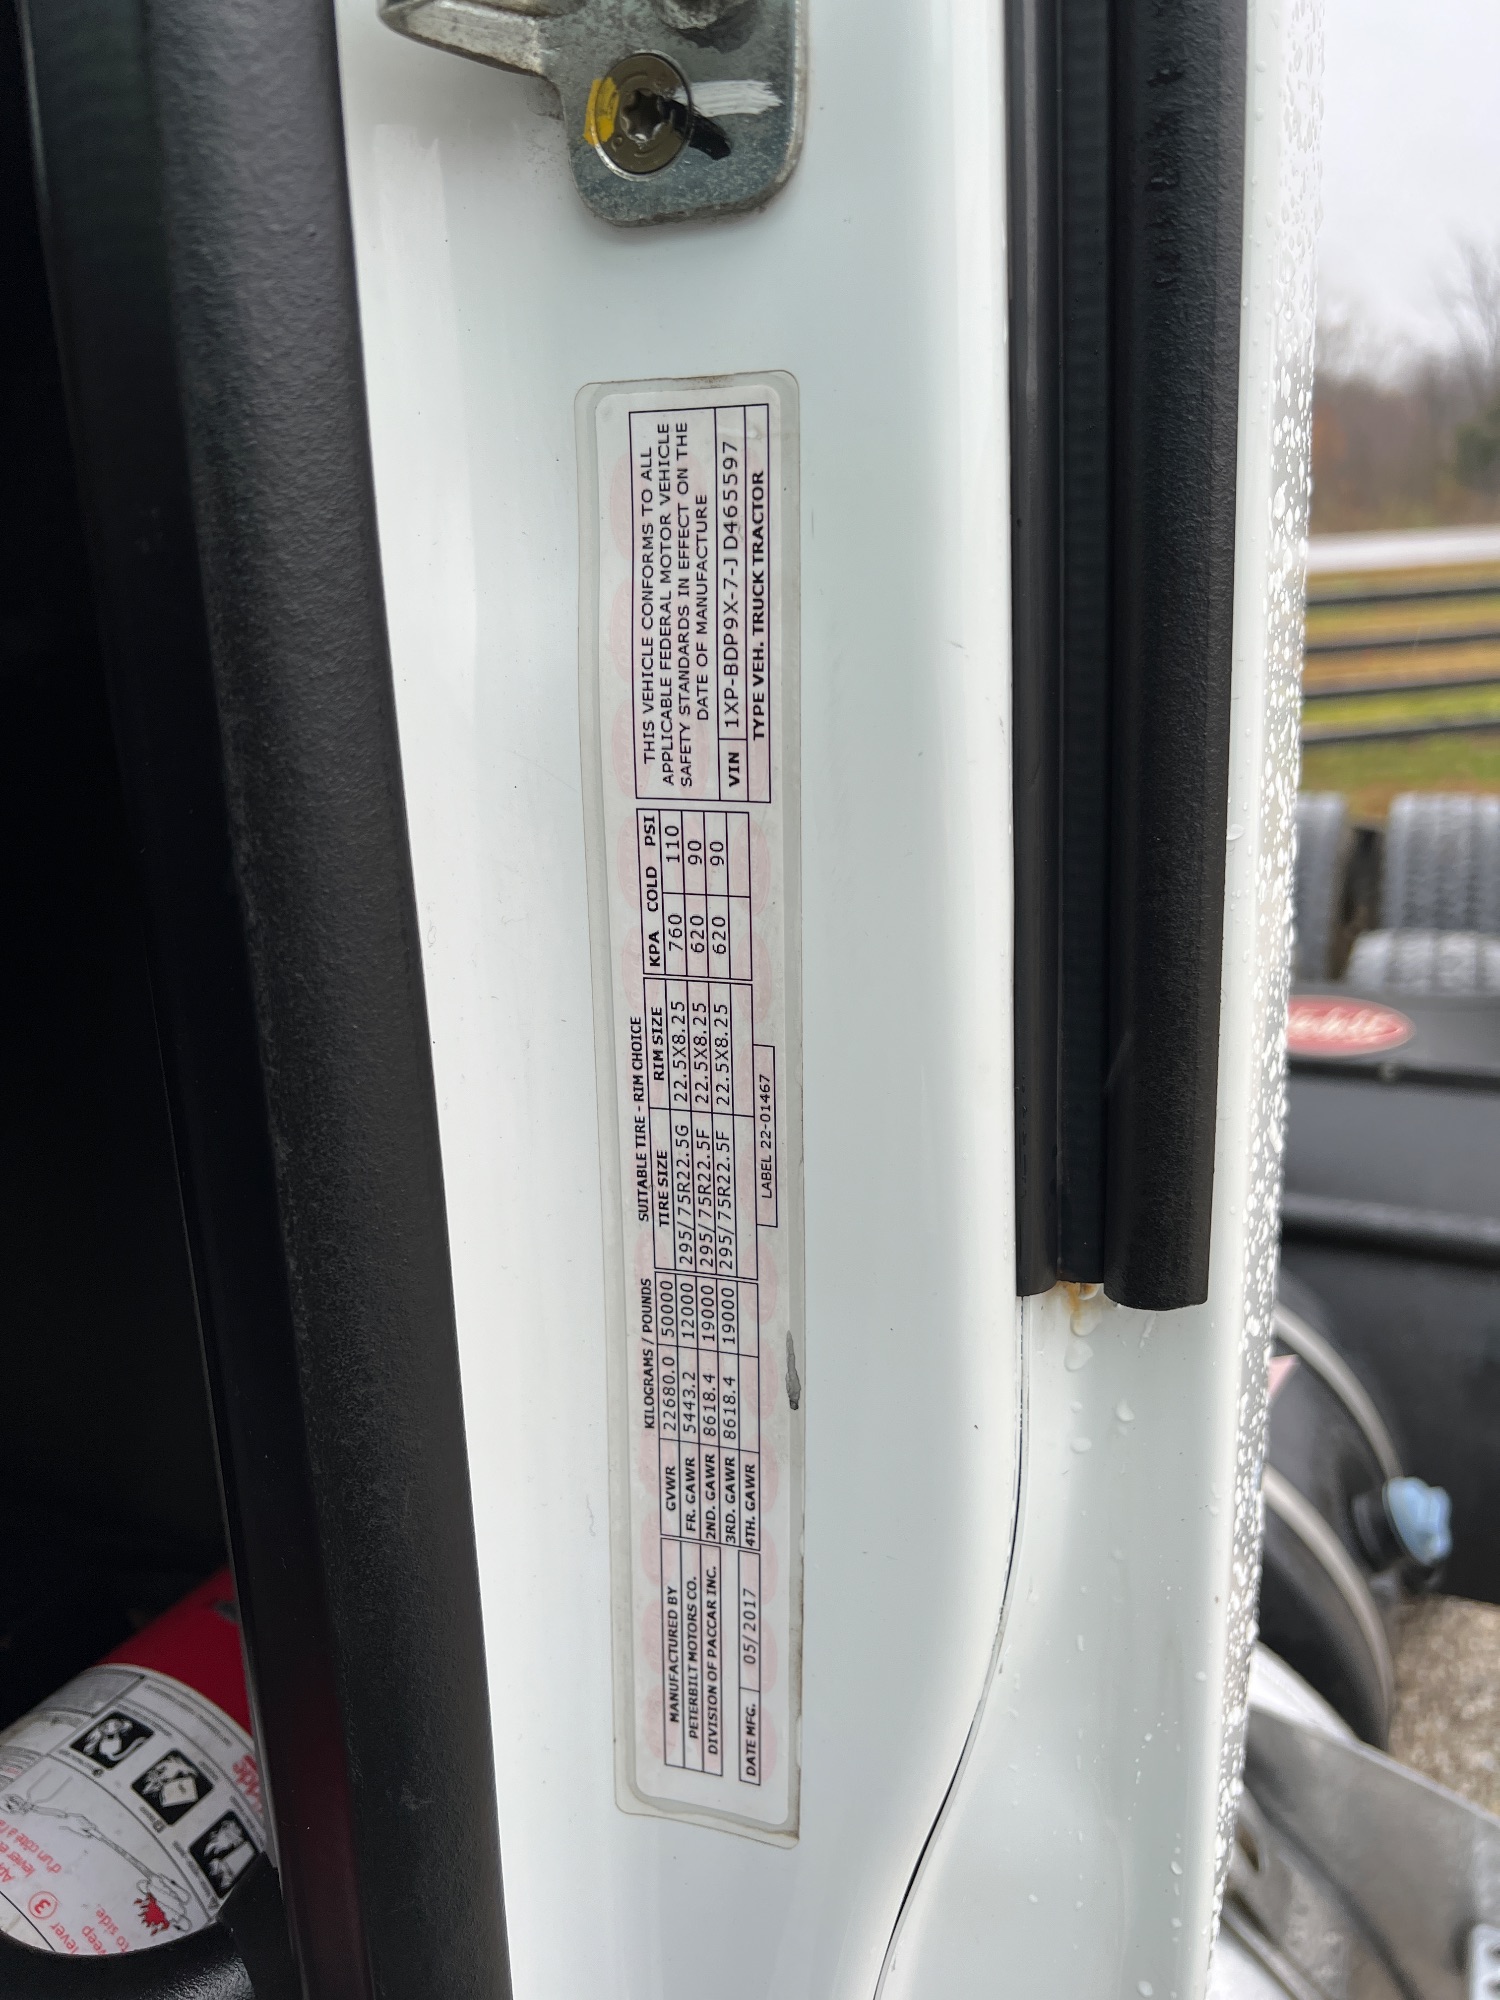 MANUFACTURED BY
PETERBILT MOTORS CO.
DIVISION OF PACCAR INC.
DATE MFG. 05/2017
KILOGRAMS / POUNDS
GVWR 22680.0 50000
FR. GAWR 5443.2 12000
2ND. GAWR 8618.4 19000
3RD. GAWR 8618.4 19000
4TH. GAWR
SUITABLE TIRE - RIM CHOICE
TIRE SIZE RIM SIZE KPA COLD PSI
295/75R22.5G 22.5X8.25 760 110
295/75R22.5F 22.5X8.25 620 90
295/75R22.5F 22.5X8.25 620 90
LABEL 22-01467
THIS VEHICLE CONFORMS TO ALL
APPLICABLE FEDERAL MOTOR VEHICLE
SAFETY STANDARDS IN EFFECT ON THE
DATE OF MANUFACTURE
VIN 1XP-BDP9X-7-JD465597
TYPE VEH. TRUCK TRACTOR
3
to side.